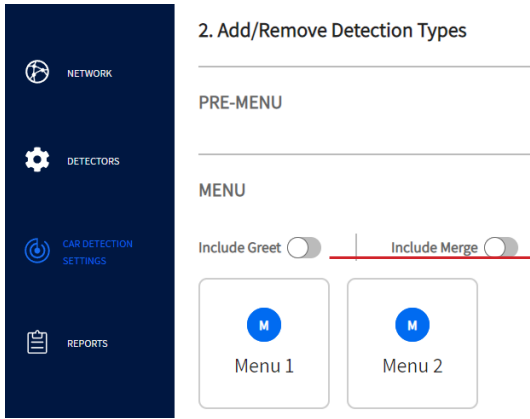 2. Add/Remove Detection Types
NETWORK
PRE-MENU
DETECTORS
MENU
CAR DETECTION
SETTINGS
Include Greet
Include Merge
M
Menu 1
M
Menu 2
REPORTS